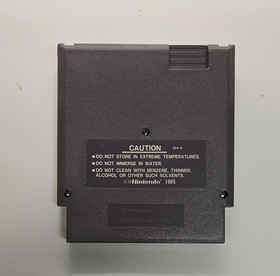 CAUTION
REV-A
●DO NOT STORE IN EXTREME TEMPERATURES.
●DO NOT IMMERSE IN WATER.
●DO NOT CLEAN WITH BENZENE, THINNER,
ALCOHOL OR OTHER SUCH SOLVENTS.
©Nintendo 1985